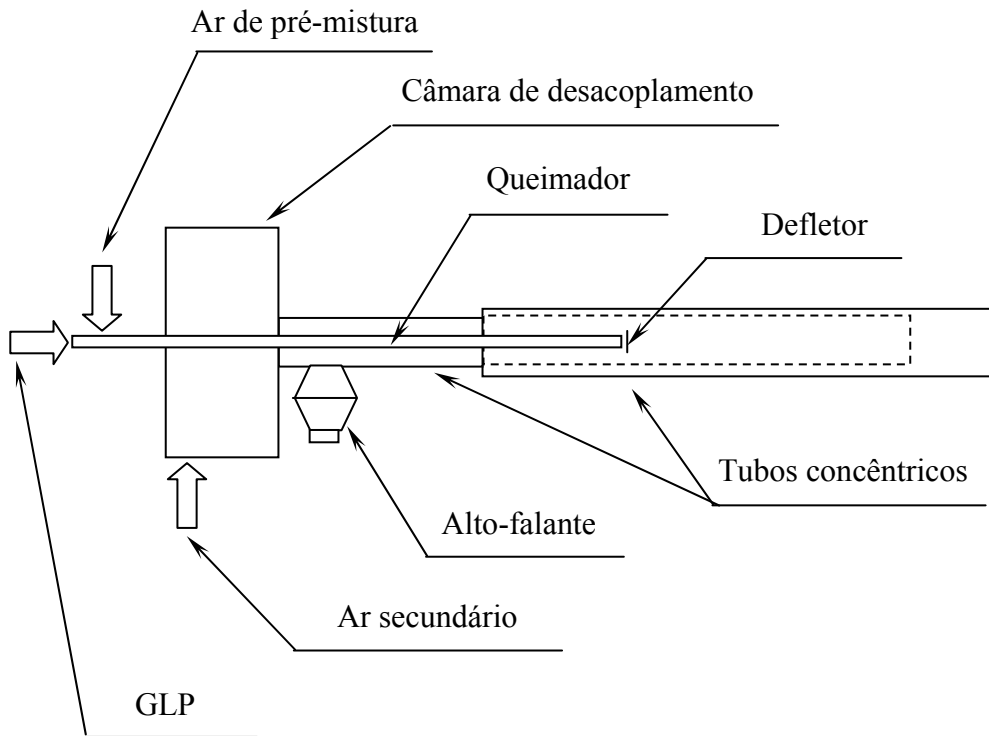 Ar de pré-mistura
Câmara de desacoplamento
Queimador
Defletor
Tubos concêntricos
Alto-falante
Ar secundário
GLP